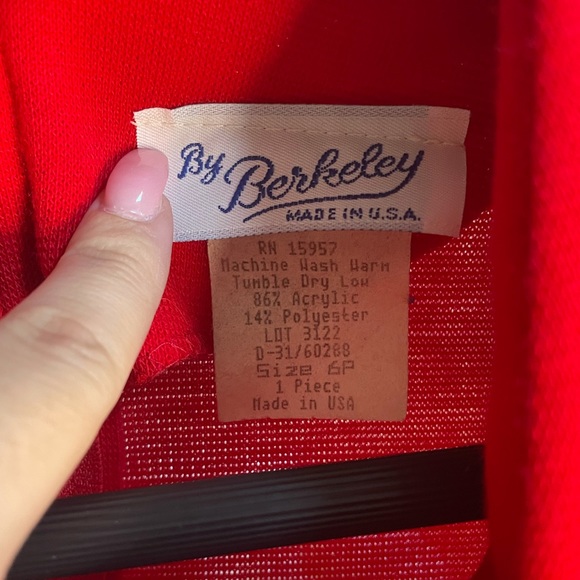 By Berkeley
MADE IN U.S.A.
RN 15957
Machine Wash Warm
Tumble Dry Low
86% Acrylic
14% Polyester
LOT 3122
D-31/60288
Size 6P
1 Piece
Made in USA